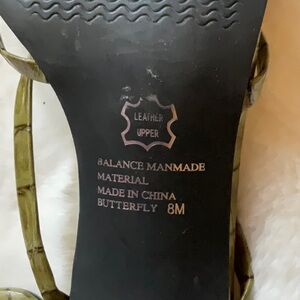 LEATHER
UPPER
BALANCE MANMADE
MATERIAL
MADE IN CHINA
BUTTERFLY 8M